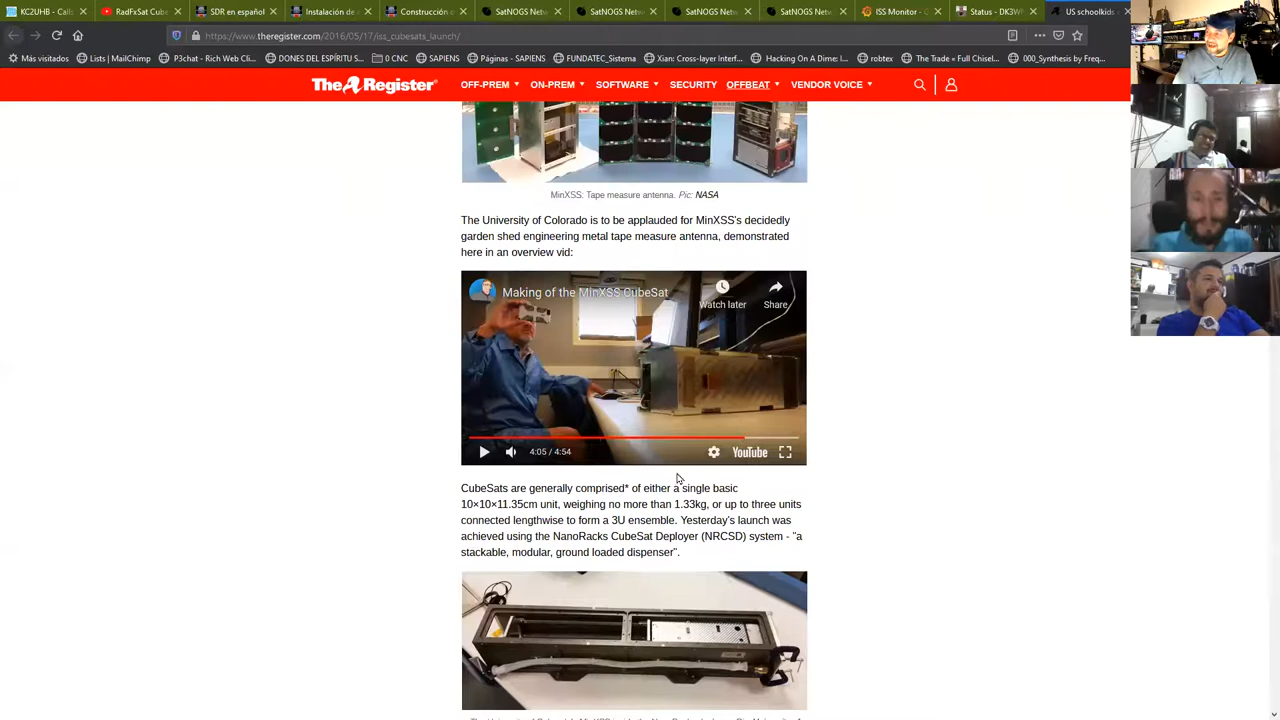 KC2UHB - Cali
RadFxSat Cube
SDR en español
Instalación de
Construcción e
SatNOGS Netw
SatNOGS Netw
SatNOGS Netw
SatNOGS Netw
ISS Monitor - G
Status - DK3W
US schoolkids
https://www.theregister.com/2016/05/17/iss_cubesats_launch/
Más visitados
Lists | MailChimp
P3chat - Rich Web Cli...
DONES DEL ESPÍRITU S...
0 CNC
SAPIENS
Páginas - SAPIENS
FUNDATEC_Sistema
Xian: Cross-layer Interf...
Hacking On A Dime: I...
robtex
The Trade « Full Chisel...
000_Synthesis by Freq...
The Register
OFF-PREM
ON-PREM
SOFTWARE
SECURITY
OFFBEAT
VENDOR VOICE
MinXSS: Tape measure antenna. Pic: NASA
The University of Colorado is to be applauded for MinXSS's decidedly
garden shed engineering metal tape measure antenna, demonstrated
here in an overview vid:
Making of the MinXSS CubeSat
Watch later
Share
4:05 / 4:54
YouTube
CubeSats are generally comprised* of either a single basic
10×10×11.35cm unit, weighing no more than 1.33kg, or up to three units
connected lengthwise to form a 3U ensemble. Yesterday's launch was
achieved using the NanoRacks CubeSat Deployer (NRCSD) system - "a
stackable, modular, ground loaded dispenser".